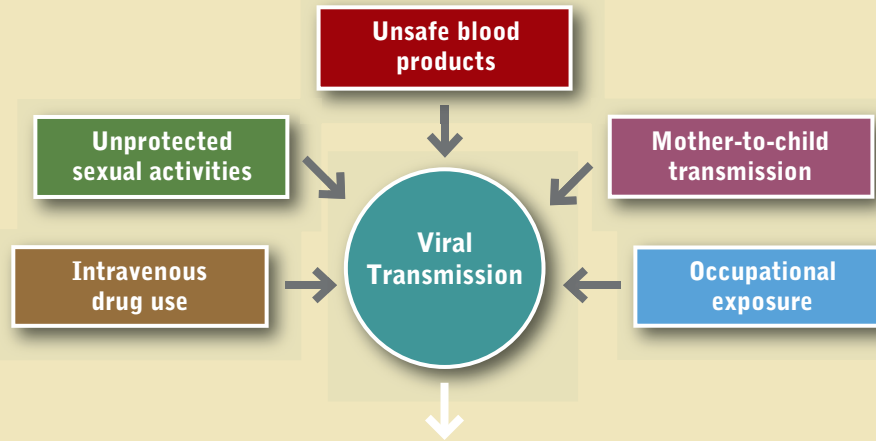 Unsafe blood
products
Unprotected
sexual activities
Mother-to-child
transmission
Viral
Transmission
Intravenous
drug use
Occupational
exposure